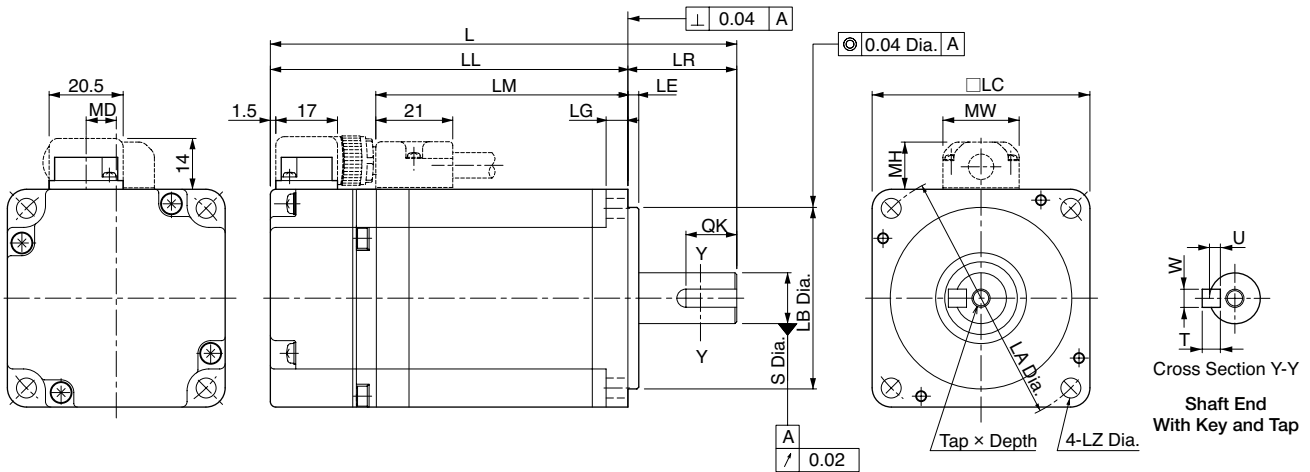 ⊥ 0.04 A
L
◎ 0.04 Dia. A
LL
LR
20.5
MD
LM
LE
□LC
MW
1.5
17
21
LG
14
MH
QK
Y
U
W
LB Dia.
T
Y
S Dia.
LA Dia.
Cross Section Y-Y
Shaft End
With Key and Tap
A
↗ 0.02
Tap × Depth
4-LZ Dia.